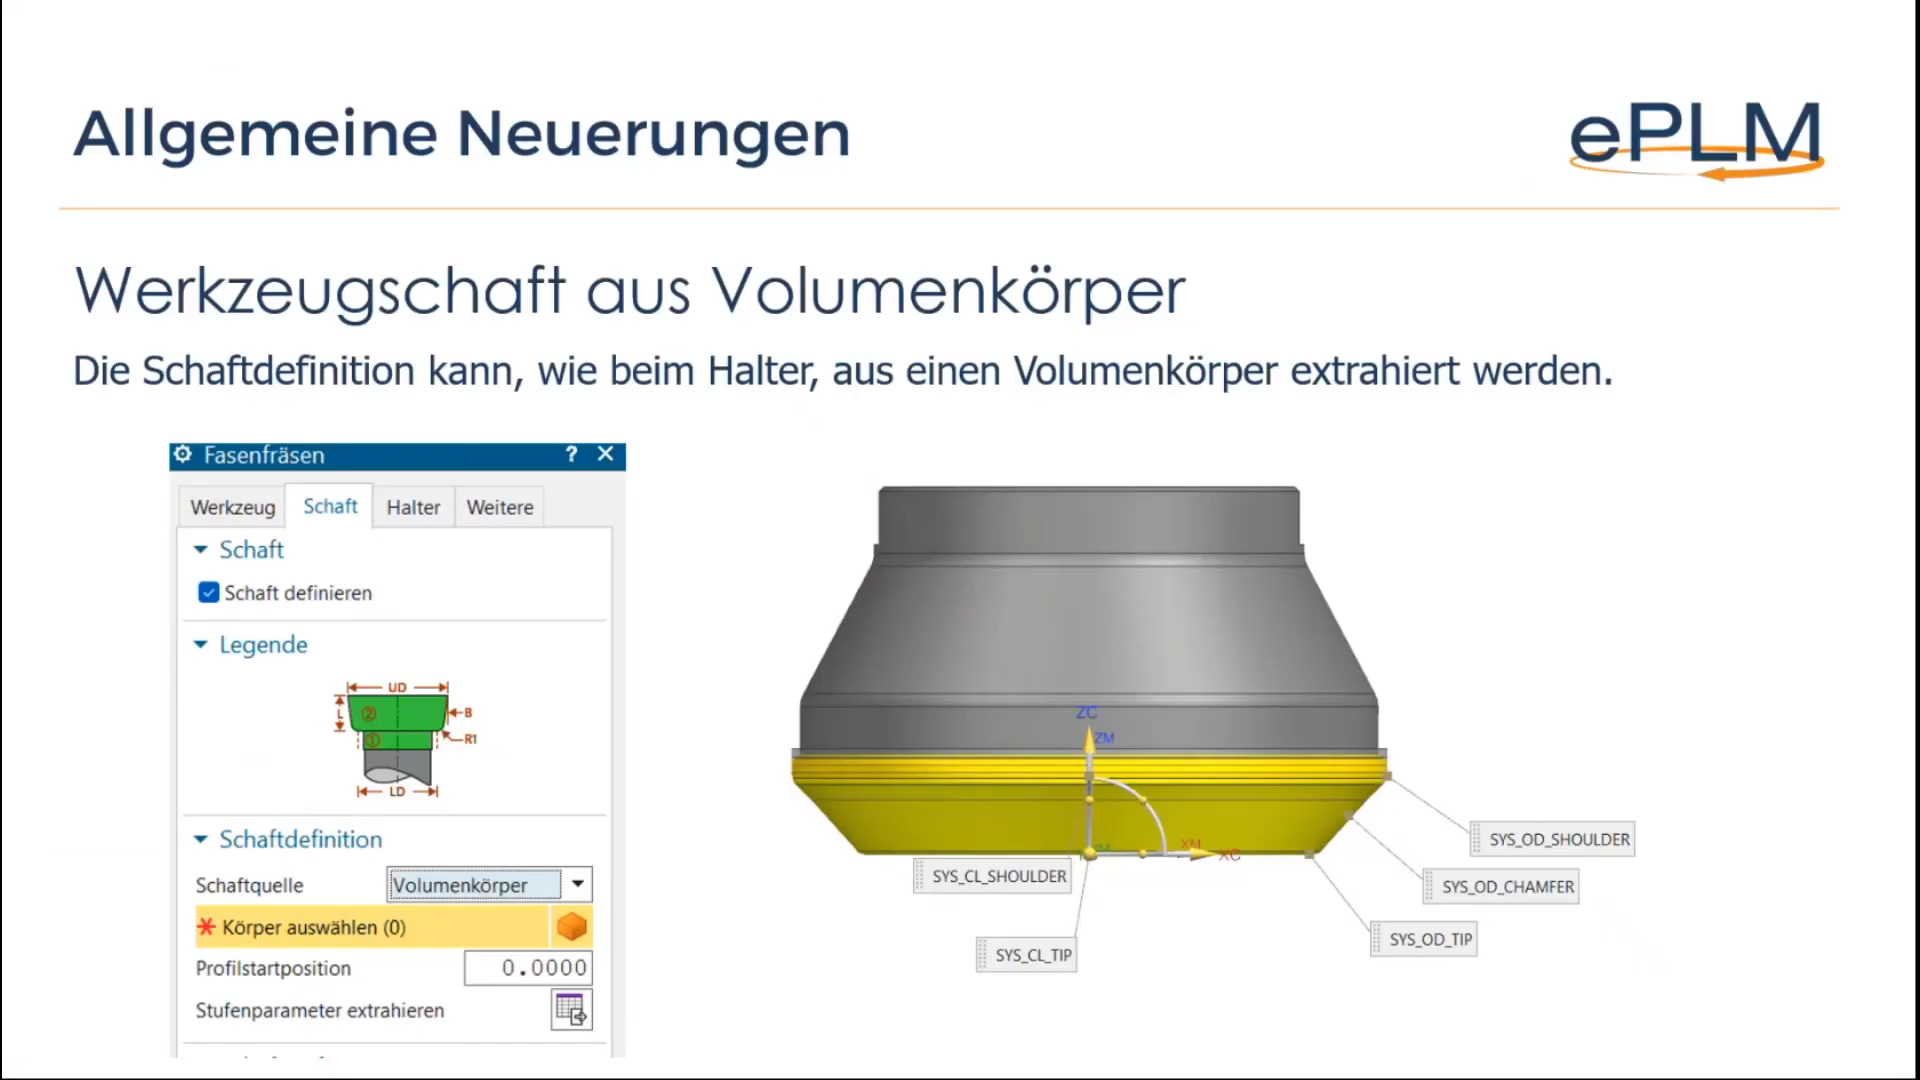 Allgemeine Neuerungen
ePLM
Werkzeugschaft aus Volumenkörper
Die Schaftdefinition kann, wie beim Halter, aus einen Volumenkörper extrahiert werden.
Fasenfräsen ? ✕
Werkzeug Schaft Halter Weitere
Schaft
Schaft definieren
Legende
UD
L ② B
① R1
LD
Schaftdefinition
Schaftquelle Volumenkörper
* Körper auswählen (0)
Profilstartposition 0.0000
Stufenparameter extrahieren
ZC
ZM
XM
XC
SYS_OD_SHOULDER
SYS_CL_SHOULDER
SYS_OD_CHAMFER
SYS_OD_TIP
SYS_CL_TIP